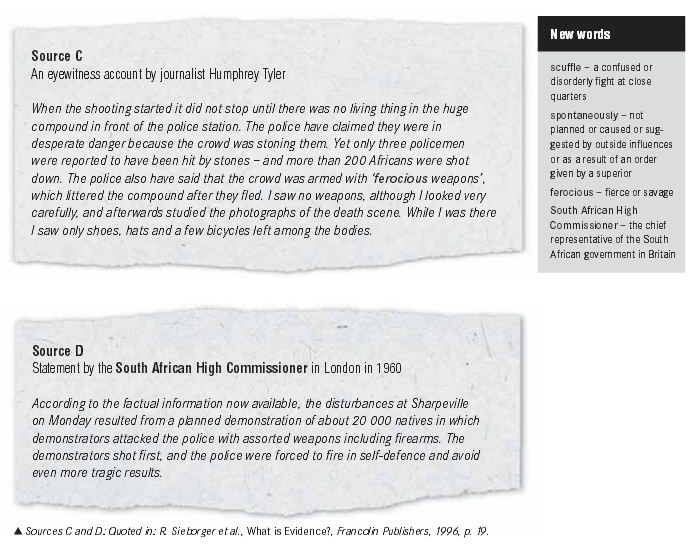 Source C
An eyewitness account by journalist Humphrey Tyler
When the shooting started it did not stop until there was no living thing in the huge
compound in front of the police station. The police have claimed they were in
desperate danger because the crowd was stoning them. Yet only three policemen
were reported to have been hit by stones – and more than 200 Africans were shot
down. The police also have said that the crowd was armed with ‘ferocious weapons’,
which littered the compound after they fled. I saw no weapons, although I looked very
carefully, and afterwards studied the photographs of the death scene. While I was there
I saw only shoes, hats and a few bicycles left among the bodies.
New words
scuffle – a confused or
disorderly fight at close
quarters
spontaneously – not
planned or caused or sug-
gested by outside influences
or as a result of an order
given by a superior
ferocious – fierce or savage
South African High
Commissioner – the chief
representative of the South
African government in Britain
Source D
Statement by the South African High Commissioner in London in 1960
According to the factual information now available, the disturbances at Sharpeville
on Monday resulted from a planned demonstration of about 20 000 natives in which
demonstrators attacked the police with assorted weapons including firearms. The
demonstrators shot first, and the police were forced to fire in self-defence and avoid
even more tragic results.
▲ Sources C and D: Quoted in: R. Sieborger et al., What is Evidence?, Francolin Publishers, 1996, p. 19.